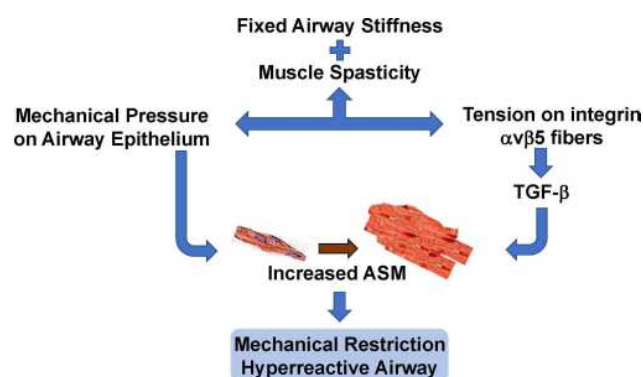 Fixed Airway Stiffness
Muscle Spasticity
Mechanical Pressure
on Airway Epithelium
Tension on integrin
αvβ5 fibers
TGF-β
Increased ASM
Mechanical Restriction
Hyperreactive Airway